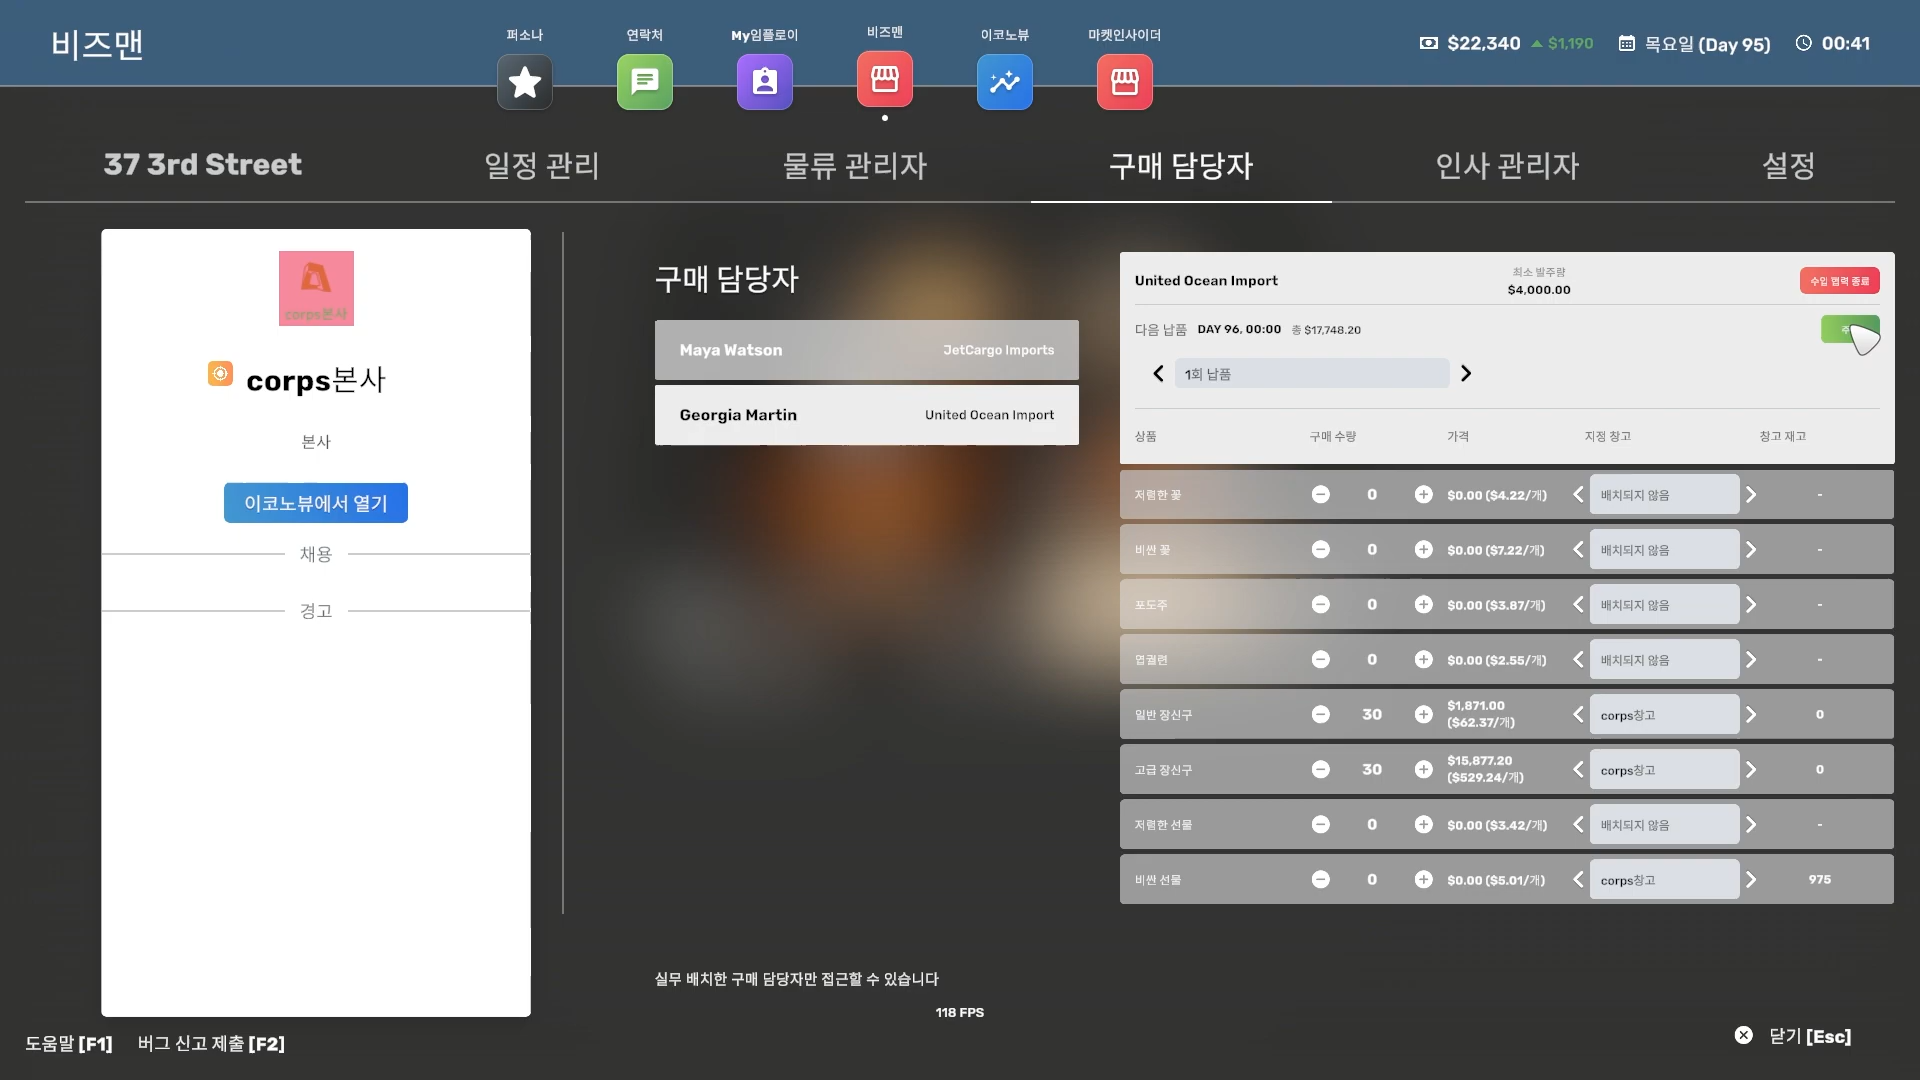 비즈맨
퍼소나
연락처
My임플로이
비즈맨
이코노뷰
마켓인사이더
$22,340 $1,190 목요일 (Day 95) 00:41
37 3rd Street
일정 관리
물류 관리자
구매 담당자
인사 관리자
설정
corps본사
corps본사
본사
이코노뷰에서 열기
채용
경고
구매 담당자
Maya Watson JetCargo Imports
Georgia Martin United Ocean Import
United Ocean Import
최소 발주량
$4,000.00
수입 협력 종료
다음 납품 DAY 96, 00:00 총 $17,748.20
1회 납품
상품 구매 수량 가격 지정 창고 창고 재고
저렴한 꽃 0 $0.00 ($4.22/개) 배치되지 않음 -
비싼 꽃 0 $0.00 ($7.22/개) 배치되지 않음 -
포도주 0 $0.00 ($3.87/개) 배치되지 않음 -
엽궐련 0 $0.00 ($2.55/개) 배치되지 않음 -
일반 장신구 30 $1,871.00 ($62.37/개) corps창고 0
고급 장신구 30 $15,877.20 ($529.24/개) corps창고 0
저렴한 선물 0 $0.00 ($3.42/개) 배치되지 않음 -
비싼 선물 0 $0.00 ($5.01/개) corps창고 975
실무 배치한 구매 담당자만 접근할 수 있습니다
118 FPS
도움말 [F1] 버그 신고 제출 [F2]
닫기 [Esc]